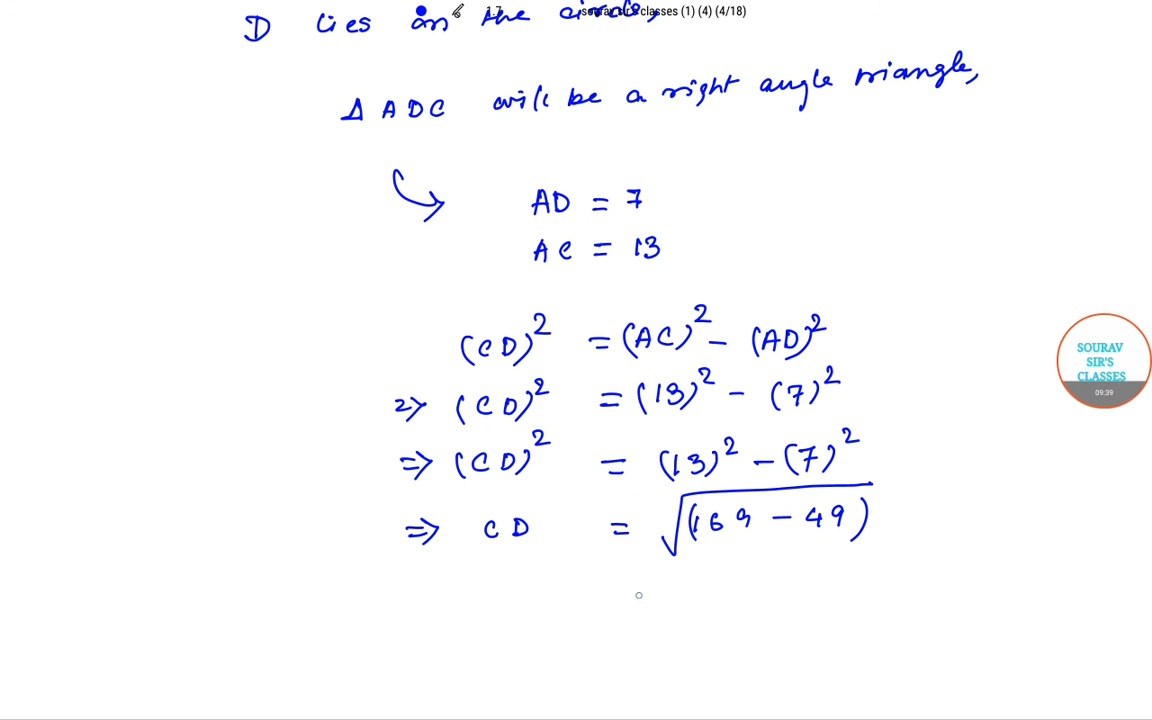 D lies on the circle,
1.7
sourav sir's classes (1) (4) (4/18)
Δ ADC will be a right angle triangle,
AD = 7
AC = 13
(CD)² = (AC)² - (AD)²
=> (CD)² = (13)² - (7)²
=> (CD)² = (13)² - (7)²
=> CD = √(169 - 49)
SOURAV
SIR'S
CLASSES
09:39